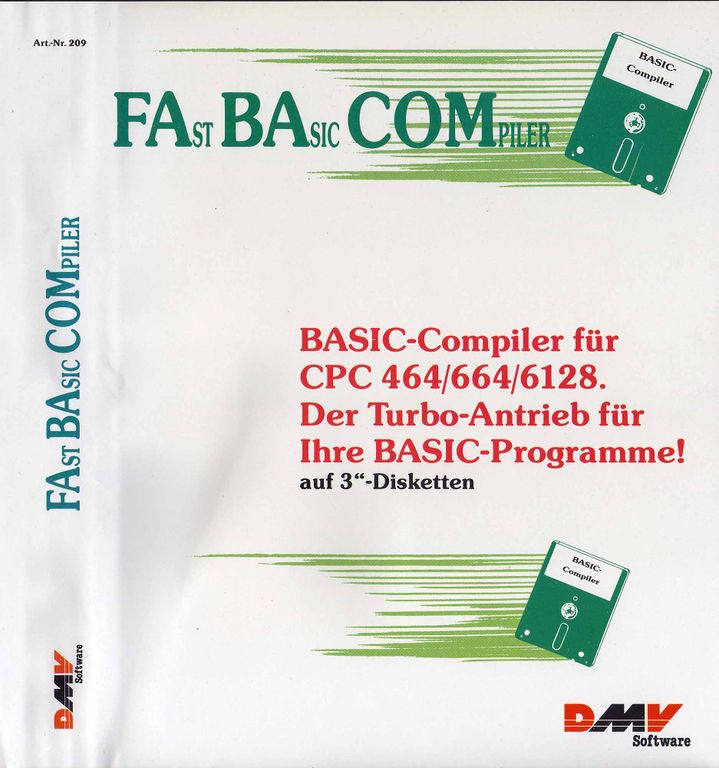 Art.-Nr. 209
FAST BASIC COMPILER
DMV
Software
BASIC-
Compiler
FAST BASIC COMPILER
BASIC-Compiler für
CPC 464/664/6128.
Der Turbo-Antrieb für
Ihre BASIC-Programme!
auf 3“-Disketten
BASIC-
Compiler
DMV
Software